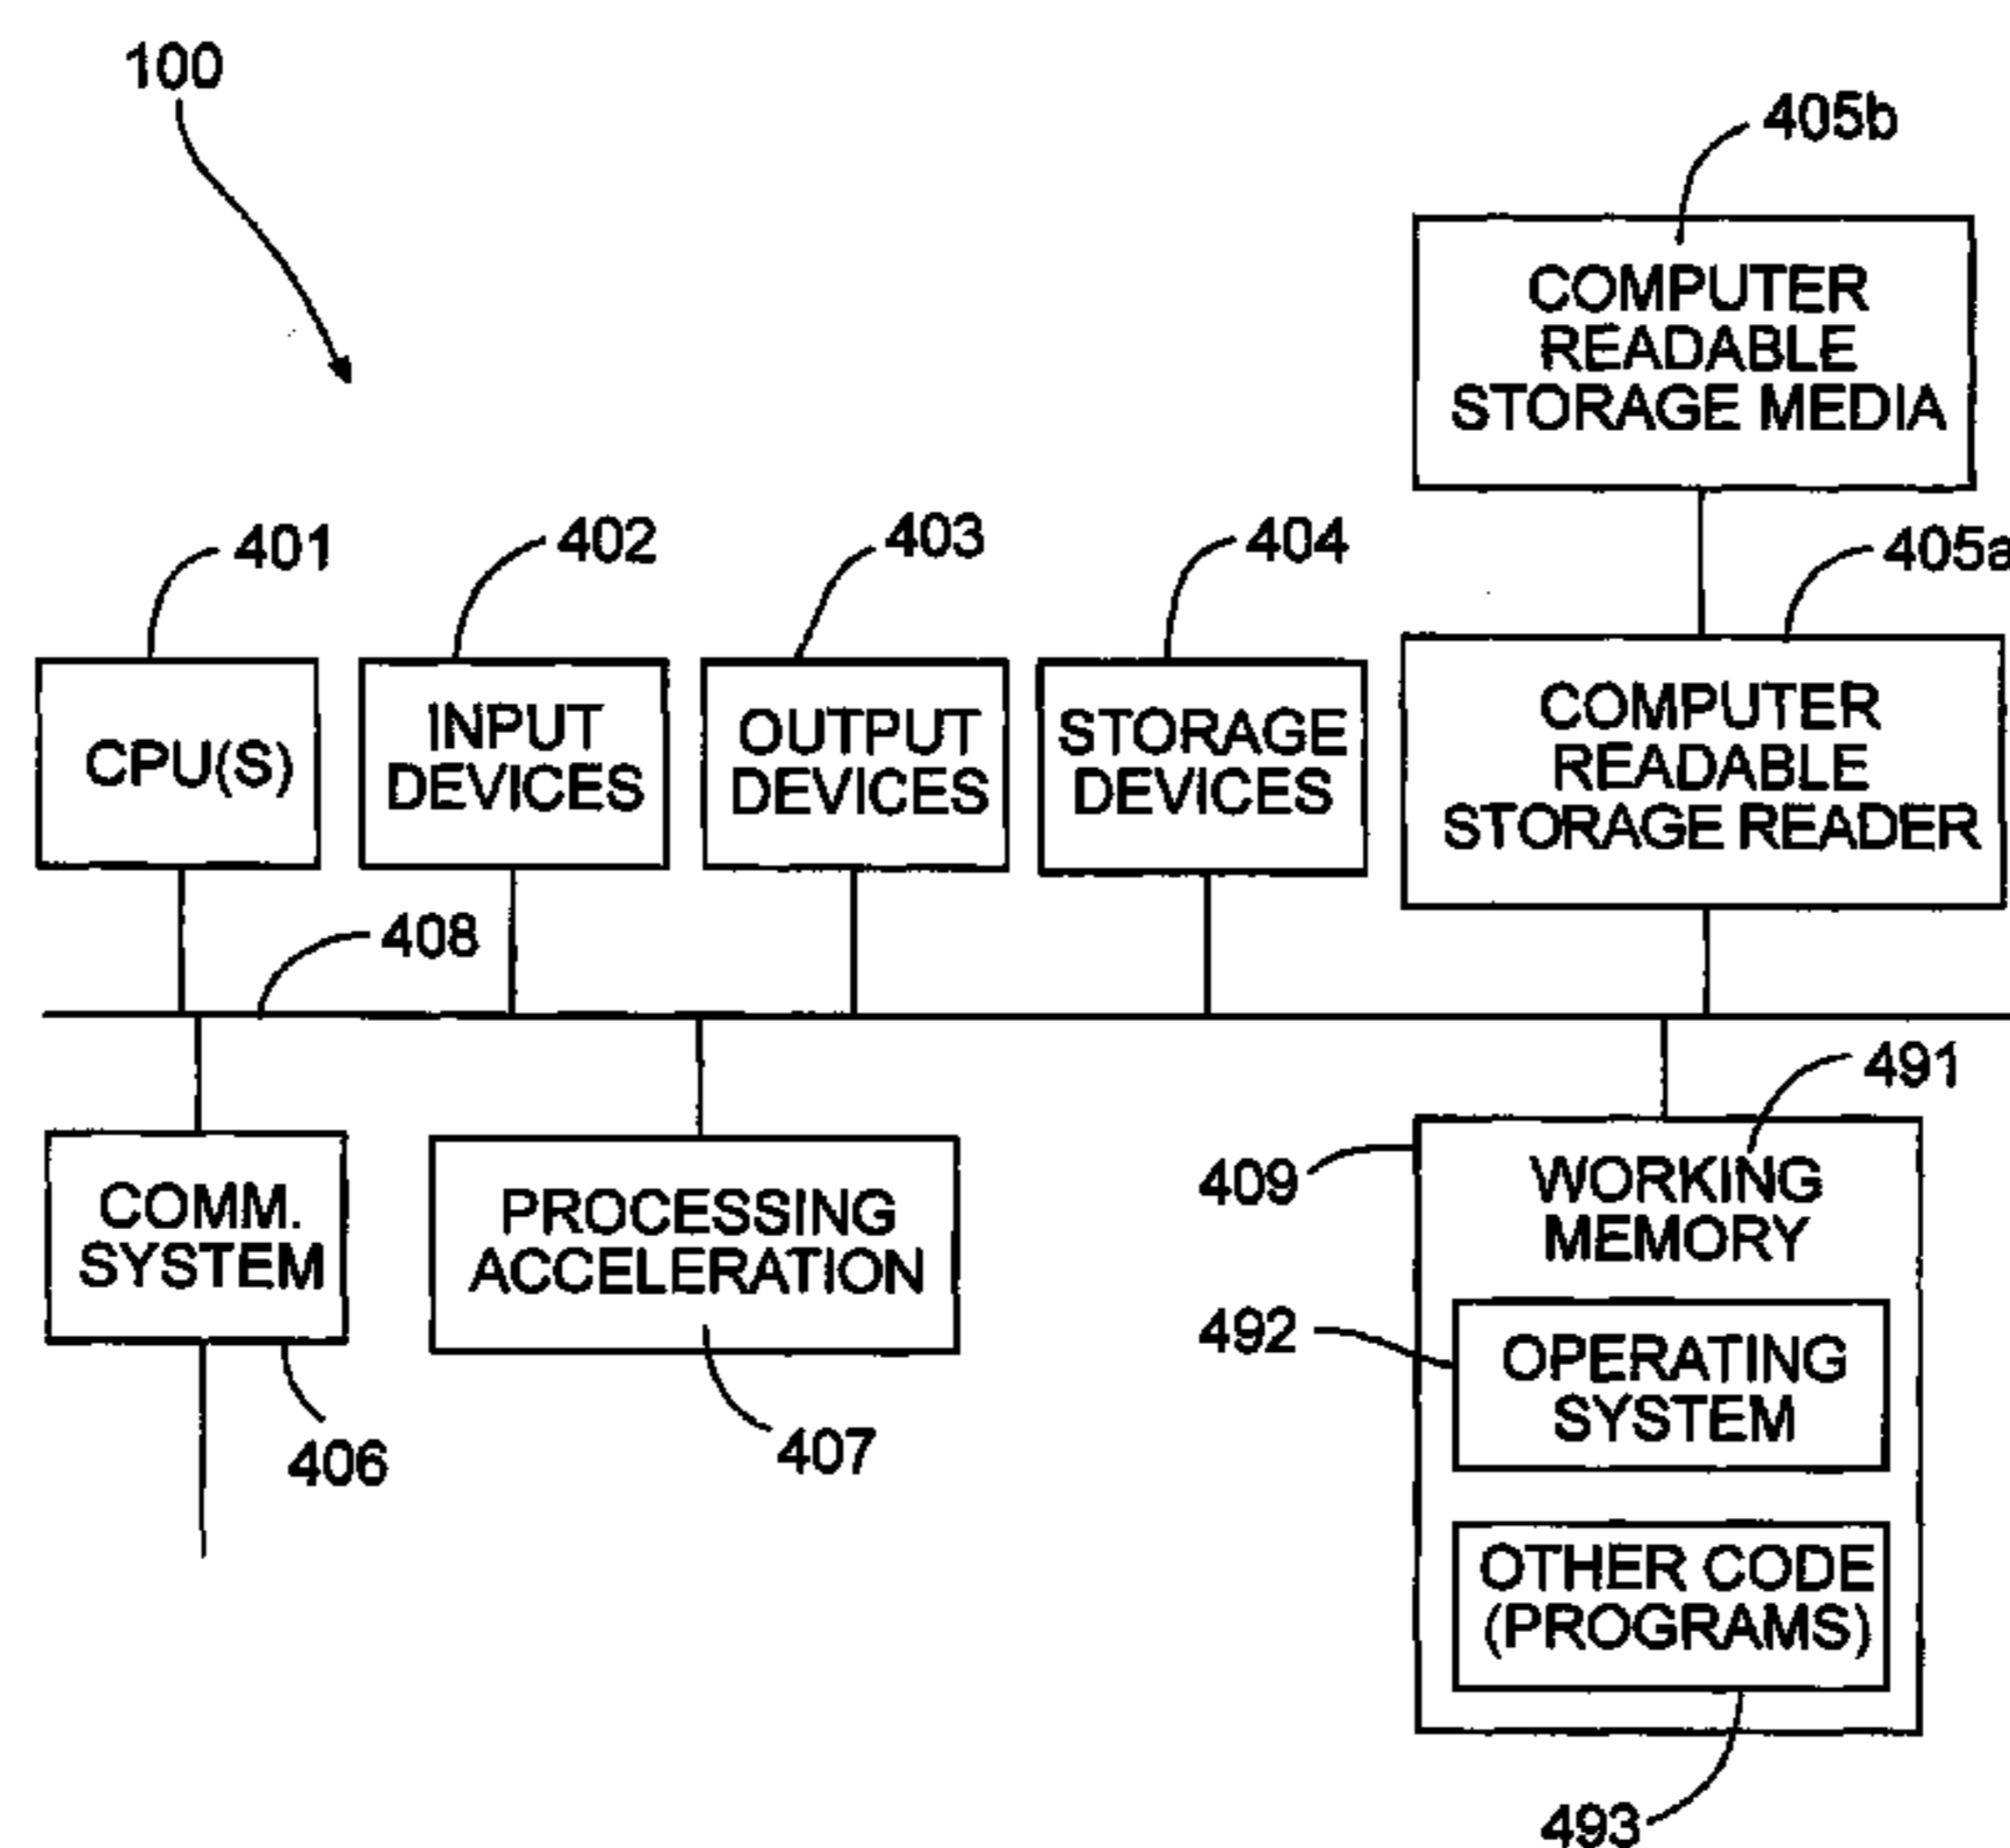 100
405b
COMPUTER
READABLE
STORAGE MEDIA
401
402
403
404
405a
CPU(S)
INPUT
DEVICES
OUTPUT
DEVICES
STORAGE
DEVICES
COMPUTER
READABLE
STORAGE READER
408
491
409
COMM.
SYSTEM
PROCESSING
ACCELERATION
WORKING
MEMORY
492
OPERATING
SYSTEM
406
407
OTHER CODE
(PROGRAMS)
493